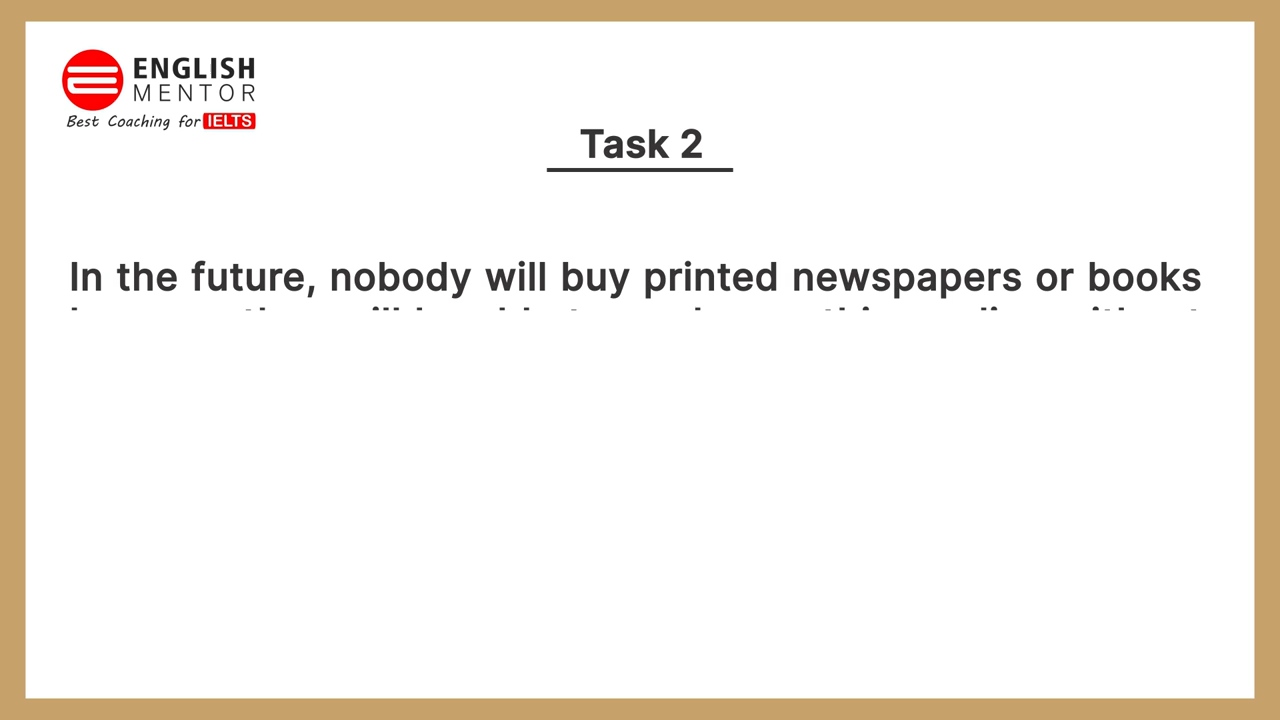 ENGLISH
MENTOR
Best Coaching for IELTS
Task 2
In the future, nobody will buy printed newspapers or books